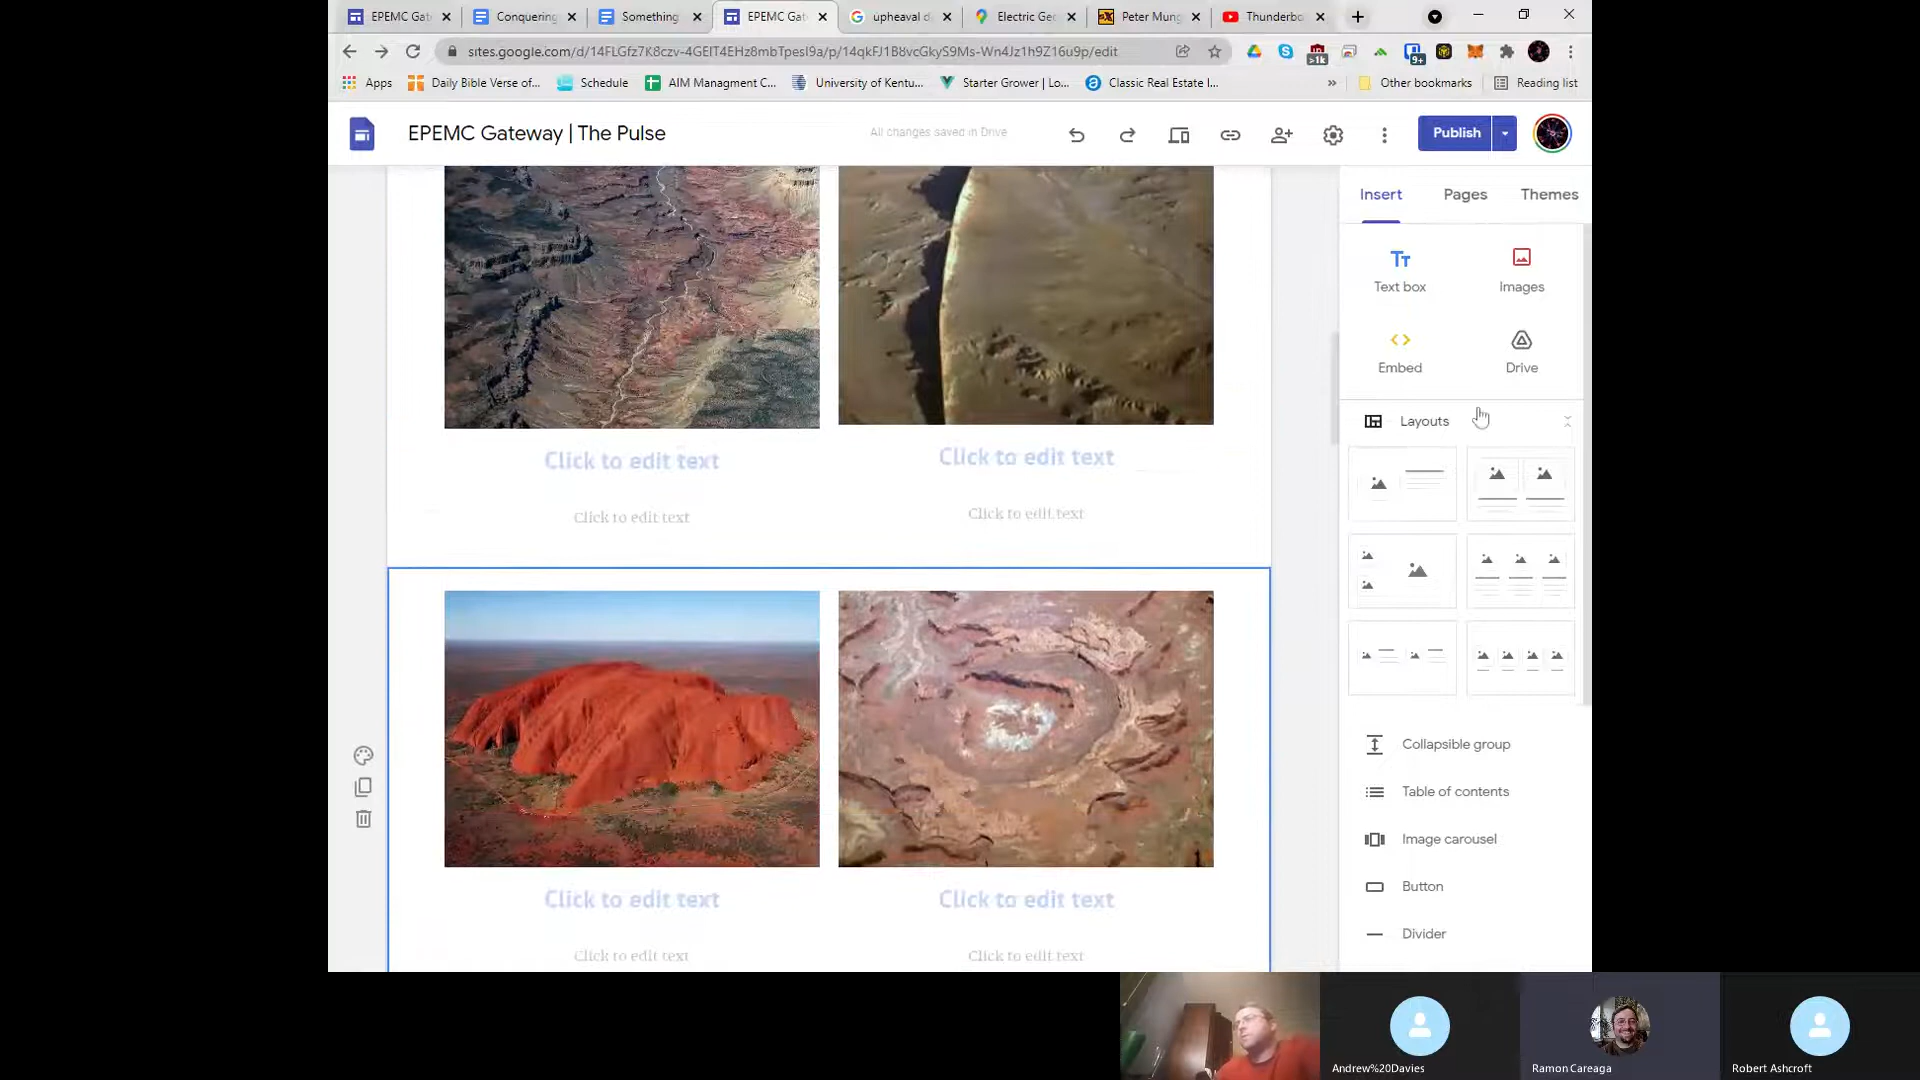 EPEMC Gat
Conquering
Something
EPEMC Gat
upheaval d
Electric Geo
Peter Mung
Thunderbo
sites.google.com/d/14FLGfz7K8czv-4GEIT4EHz8mbTpesI9a/p/14qkFJ1B8vcGkyS9Ms-Wn4Jz1h9Z16u9p/edit
>1k
9+
Apps
Daily Bible Verse of...
Schedule
AIM Managment C...
University of Kentu...
Starter Grower | Lo...
Classic Real Estate I...
»
Other bookmarks
Reading list
EPEMC Gateway | The Pulse
All changes saved in Drive
Publish
Insert
Pages
Themes
Text box
Images
Embed
Drive
Layouts
Click to edit text
Click to edit text
Click to edit text
Click to edit text
Collapsible group
Table of contents
Image carousel
Button
Divider
Click to edit text
Click to edit text
Click to edit text
Click to edit text
Andrew%20Davies
Ramon Careaga
Robert Ashcroft